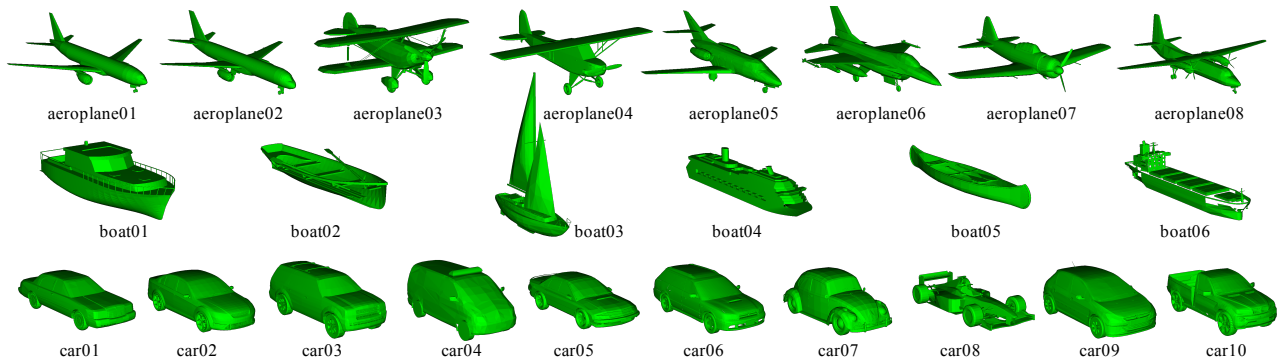 aeroplane01 aeroplane02 aeroplane03 aeroplane04 aeroplane05 aeroplane06 aeroplane07 aeroplane08
boat01 boat02 boat03 boat04 boat05 boat06
car01 car02 car03 car04 car05 car06 car07 car08 car09 car10